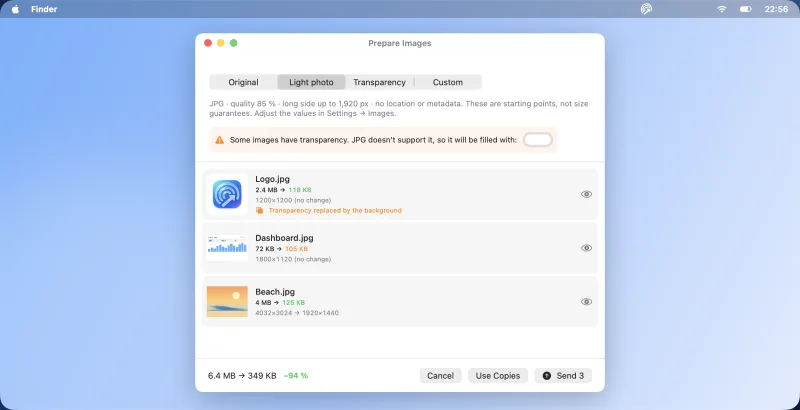 Finder
22:56
Prepare Images
Original
Light photo
Transparency
Custom
JPG · quality 85 % · long side up to 1,920 px · no location or metadata. These are starting points, not size
guarantees. Adjust the values in Settings → Images.
Some images have transparency. JPG doesn't support it, so it will be filled with:
Logo.jpg
2.4 MB → 118 KB
1200×1200 (no change)
Transparency replaced by the background
Dashboard.jpg
72 KB → 105 KB
1800×1120 (no change)
Beach.jpg
4 MB → 125 KB
4032×3024 → 1920×1440
6.4 MB → 349 KB −94 %
Cancel
Use Copies
Send 3